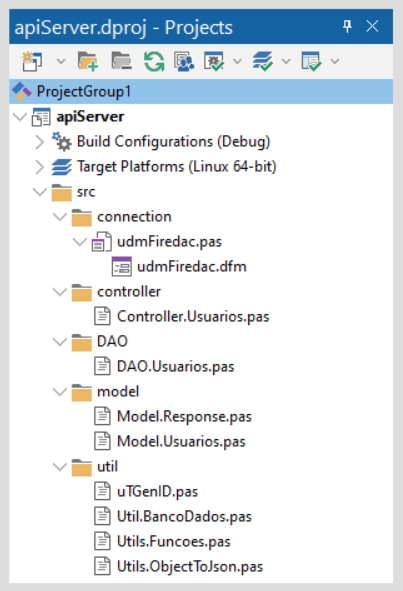 apiServer.dproj - Projects
ProjectGroup1
apiServer
Build Configurations (Debug)
Target Platforms (Linux 64-bit)
src
connection
udmFiredac.pas
udmFiredac.dfm
controller
Controller.Usuarios.pas
DAO
DAO.Usuarios.pas
model
Model.Response.pas
Model.Usuarios.pas
util
uTGenID.pas
Util.BancoDados.pas
Utils.Funcoes.pas
Utils.ObjectToJson.pas